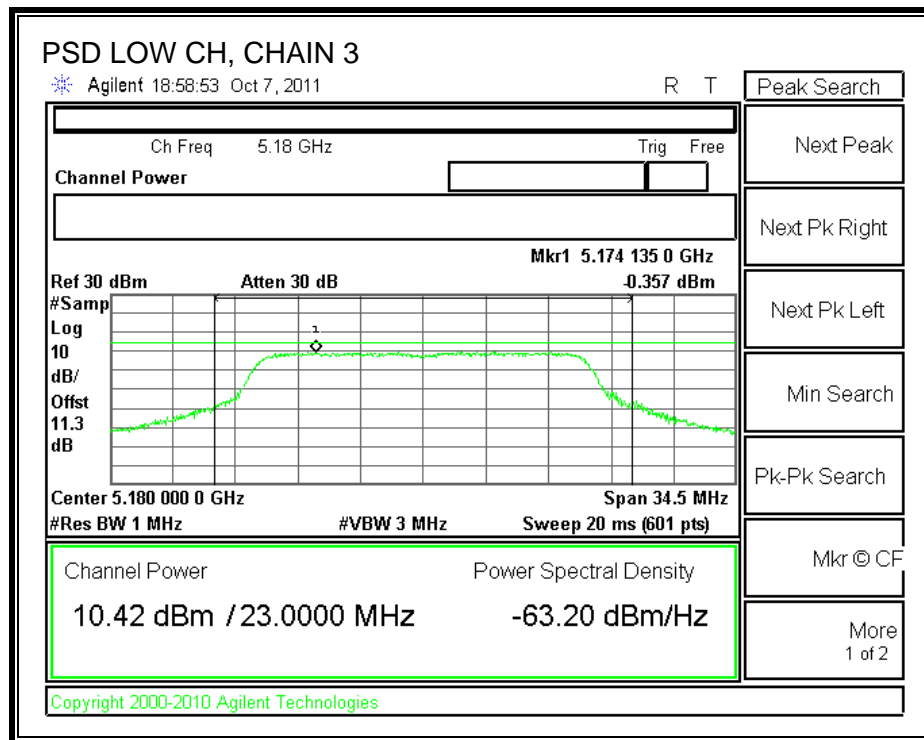 PSD LOW CH, CHAIN 3
Agilent 18:58:53 Oct 7, 2011 R T
Peak Search
Ch Freq 5.18 GHz Trig Free
Channel Power
Next Peak
Next Pk Right
Mkr1 5.174 135 0 GHz
Ref 30 dBm Atten 30 dB -0.357 dBm
#Samp
Log
10
dB/
Offst
11.3
dB
1
Next Pk Left
Min Search
Pk-Pk Search
Center 5.180 000 0 GHz Span 34.5 MHz
#Res BW 1 MHz #VBW 3 MHz Sweep 20 ms (601 pts)
Channel Power Power Spectral Density
10.42 dBm / 23.0000 MHz -63.20 dBm/Hz
Mkr © CF
More
1 of 2
Copyright 2000-2010 Agilent Technologies